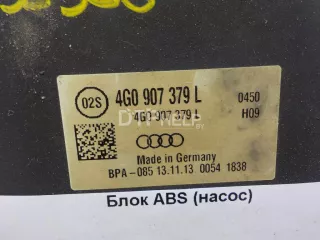 02S
4G0 907 379 L
0450
4G0 907 379 L
H09
Made in Germany
BPA-085 13.11.13 0054 1838
Блок ABS (насос)